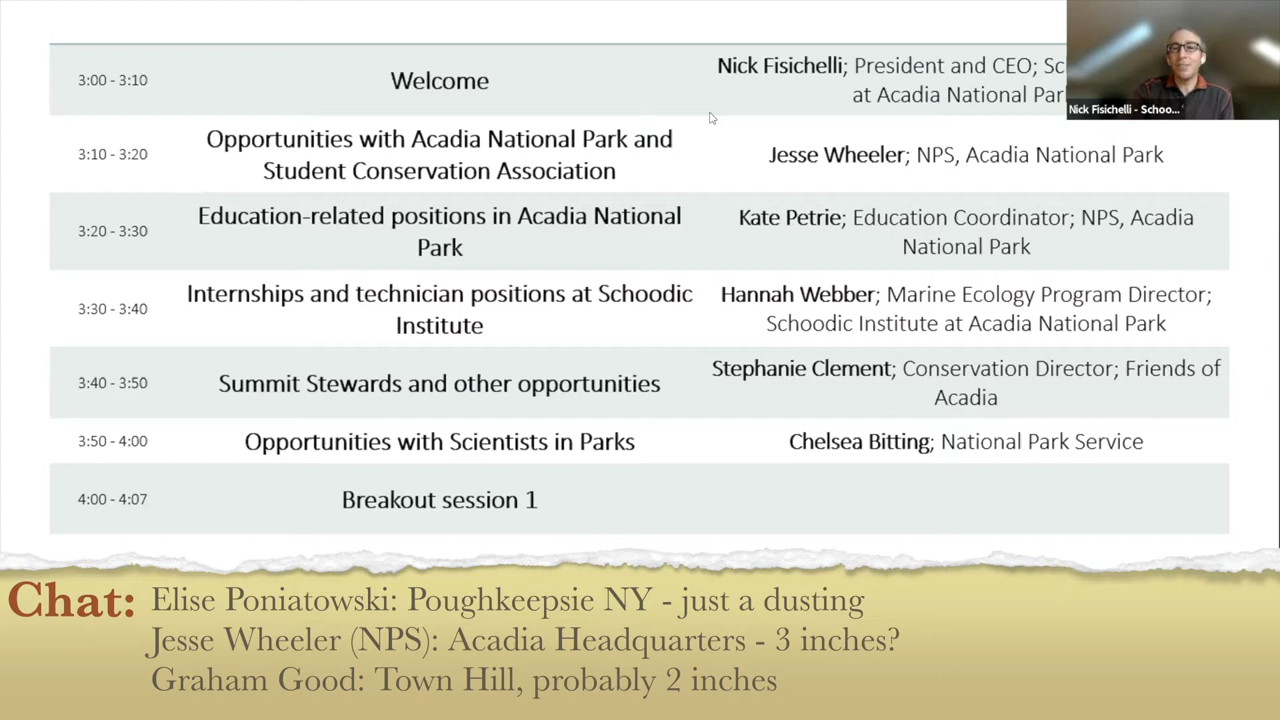 3:00 - 3:10
Welcome
Nick Fisichelli; President and CEO; Sc
at Acadia National Par
Nick Fisichelli - Schoo...
3:10 - 3:20
Opportunities with Acadia National Park and
Student Conservation Association
Jesse Wheeler; NPS, Acadia National Park
3:20 - 3:30
Education-related positions in Acadia National
Park
Kate Petrie; Education Coordinator; NPS, Acadia
National Park
3:30 - 3:40
Internships and technician positions at Schoodic
Institute
Hannah Webber; Marine Ecology Program Director;
Schoodic Institute at Acadia National Park
3:40 - 3:50
Summit Stewards and other opportunities
Stephanie Clement; Conservation Director; Friends of
Acadia
3:50 - 4:00
Opportunities with Scientists in Parks
Chelsea Bitting; National Park Service
4:00 - 4:07
Breakout session 1
Chat: Elise Poniatowski: Poughkeepsie NY - just a dusting
Jesse Wheeler (NPS): Acadia Headquarters - 3 inches?
Graham Good: Town Hill, probably 2 inches